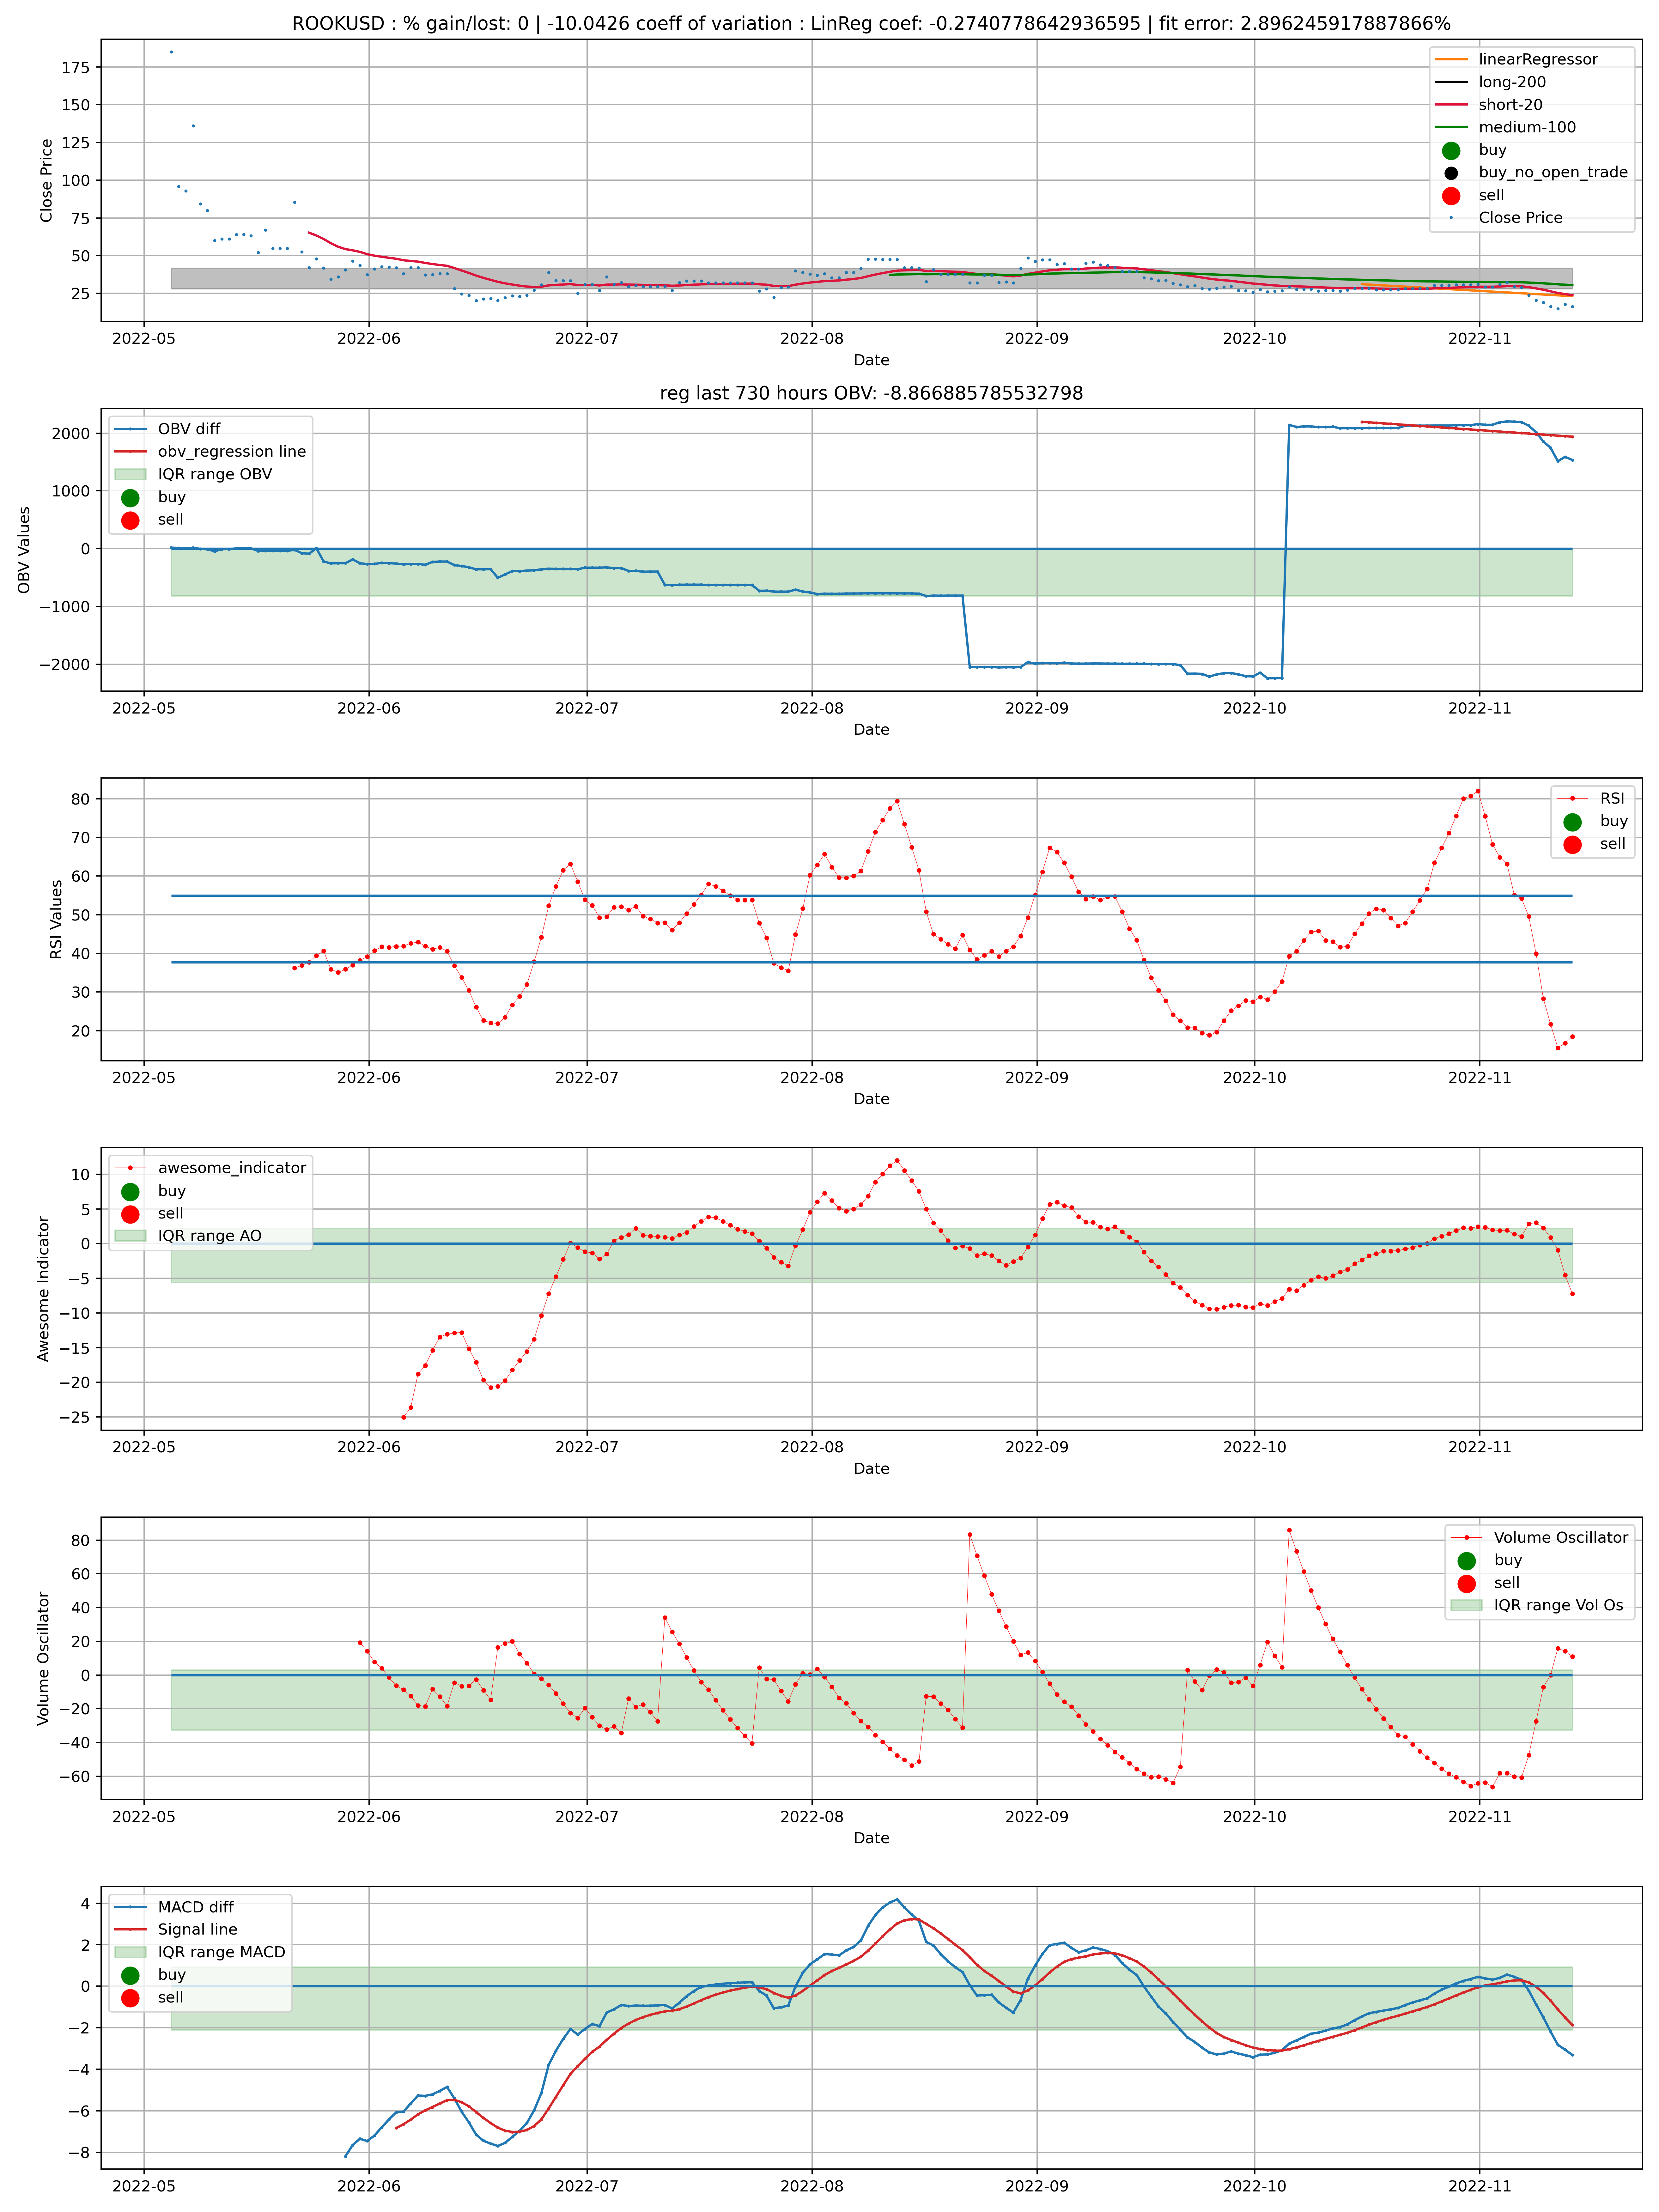 ROOKUSD : % gain/lost: 0 | -10.0426 coeff of variation : LinReg coef: -0.2740778642936595 | fit error: 2.896245917887866%
175
150
125
100
75
50
25
Close Price
linearRegressor
long-200
short-20
medium-100
buy
buy_no_open_trade
sell
Close Price
2022-05 2022-06 2022-07 2022-08 2022-09 2022-10 2022-11
Date
reg last 730 hours OBV: -8.866885785532798
2000
1000
0
−1000
−2000
OBV Values
OBV diff
obv_regression line
IQR range OBV
buy
sell
2022-05 2022-06 2022-07 2022-08 2022-09 2022-10 2022-11
Date
80
70
60
50
40
30
20
RSI Values
RSI
buy
sell
2022-05 2022-06 2022-07 2022-08 2022-09 2022-10 2022-11
Date
10
5
0
−5
−10
−15
−20
−25
Awesome Indicator
awesome_indicator
buy
sell
IQR range AO
2022-05 2022-06 2022-07 2022-08 2022-09 2022-10 2022-11
Date
80
60
40
20
0
−20
−40
−60
Volume Oscillator
Volume Oscillator
buy
sell
IQR range Vol Os
2022-05 2022-06 2022-07 2022-08 2022-09 2022-10 2022-11
Date
4
2
0
−2
−4
−6
−8
MACD diff
Signal line
IQR range MACD
buy
sell
2022-05 2022-06 2022-07 2022-08 2022-09 2022-10 2022-11